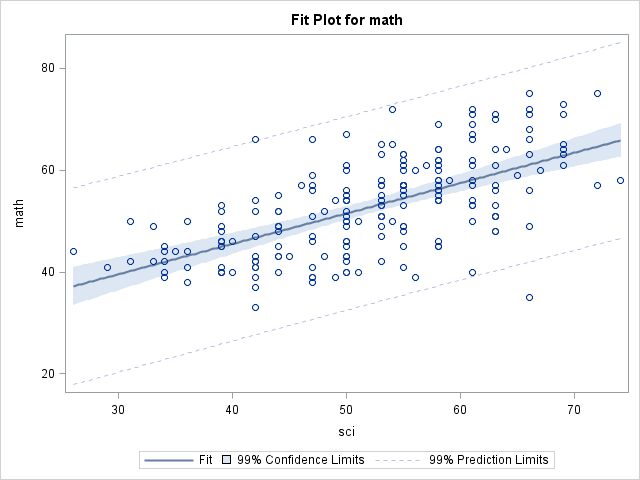 Fit Plot for math
80
60
40
20
math
30 40 50 60 70
sci
Fit 99% Confidence Limits 99% Prediction Limits